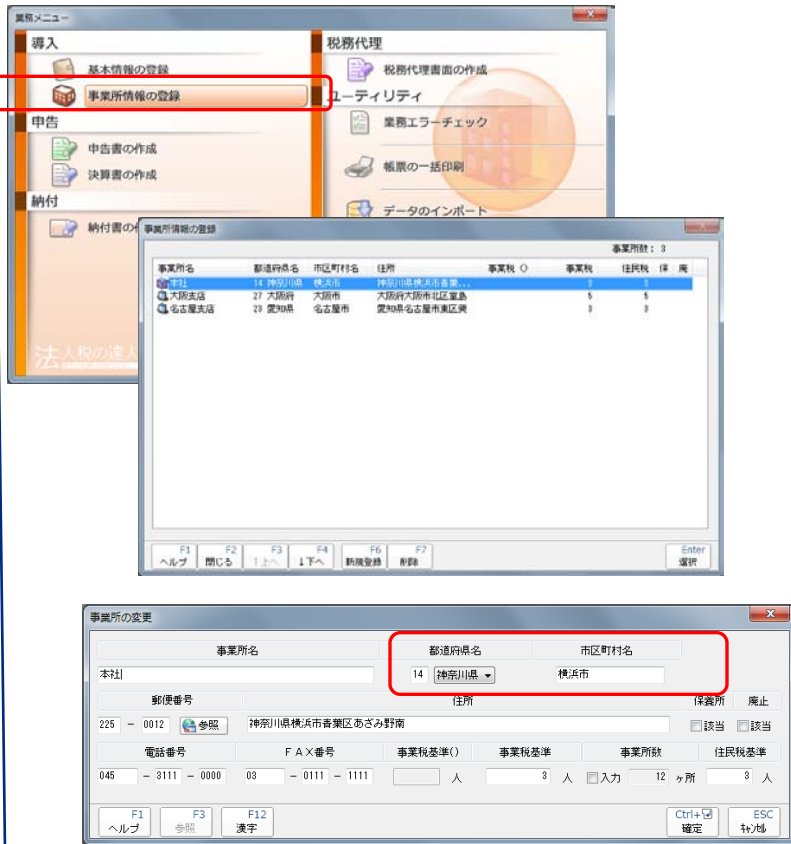 業務メニュー
導入
基本情報の登録
事業所情報の登録
申告
申告書の作成
決算書の作成
納付
納付書の
税務代理
税務代理書面の作成
ユーティリティ
業務エラーチェック
帳票の一括印刷
データのインポート
法人税の達人
事業所情報の登録
事業所数： 3
事業所名 都道府県名 市区町村名 住所 事業税 () 事業税 住民税 保 廃
本社 14 神奈川県 横浜市 神奈川県横浜市青葉... 3 3
大阪支店 27 大阪府 大阪市 大阪府大阪市北区堂島 5 5
名古屋支店 23 愛知県 名古屋市 愛知県名古屋市東区 3 3
F1 F2 F3 F4 F6 F7 Enter
ヘルプ 閉じる ↑上へ ↓下へ 新規登録 削除 選択
事業所の変更
事業所名 都道府県名 市区町村名
本社 14 神奈川県 横浜市
郵便番号 住所 保養所 廃止
225 - 0012 参照 神奈川県横浜市青葉区あざみ野南 該当 該当
電話番号 ＦＡＸ番号 事業税基準() 事業税基準 事業所数 住民税基準
045 - 3111 - 0000 03 - 0111 - 1111 人 3 人 入力 12 ヶ所 3 人
F1 F3 F12 Ctrl+ ESC
ヘルプ 参照 漢字 確定 ｷｬﾝｾﾙ